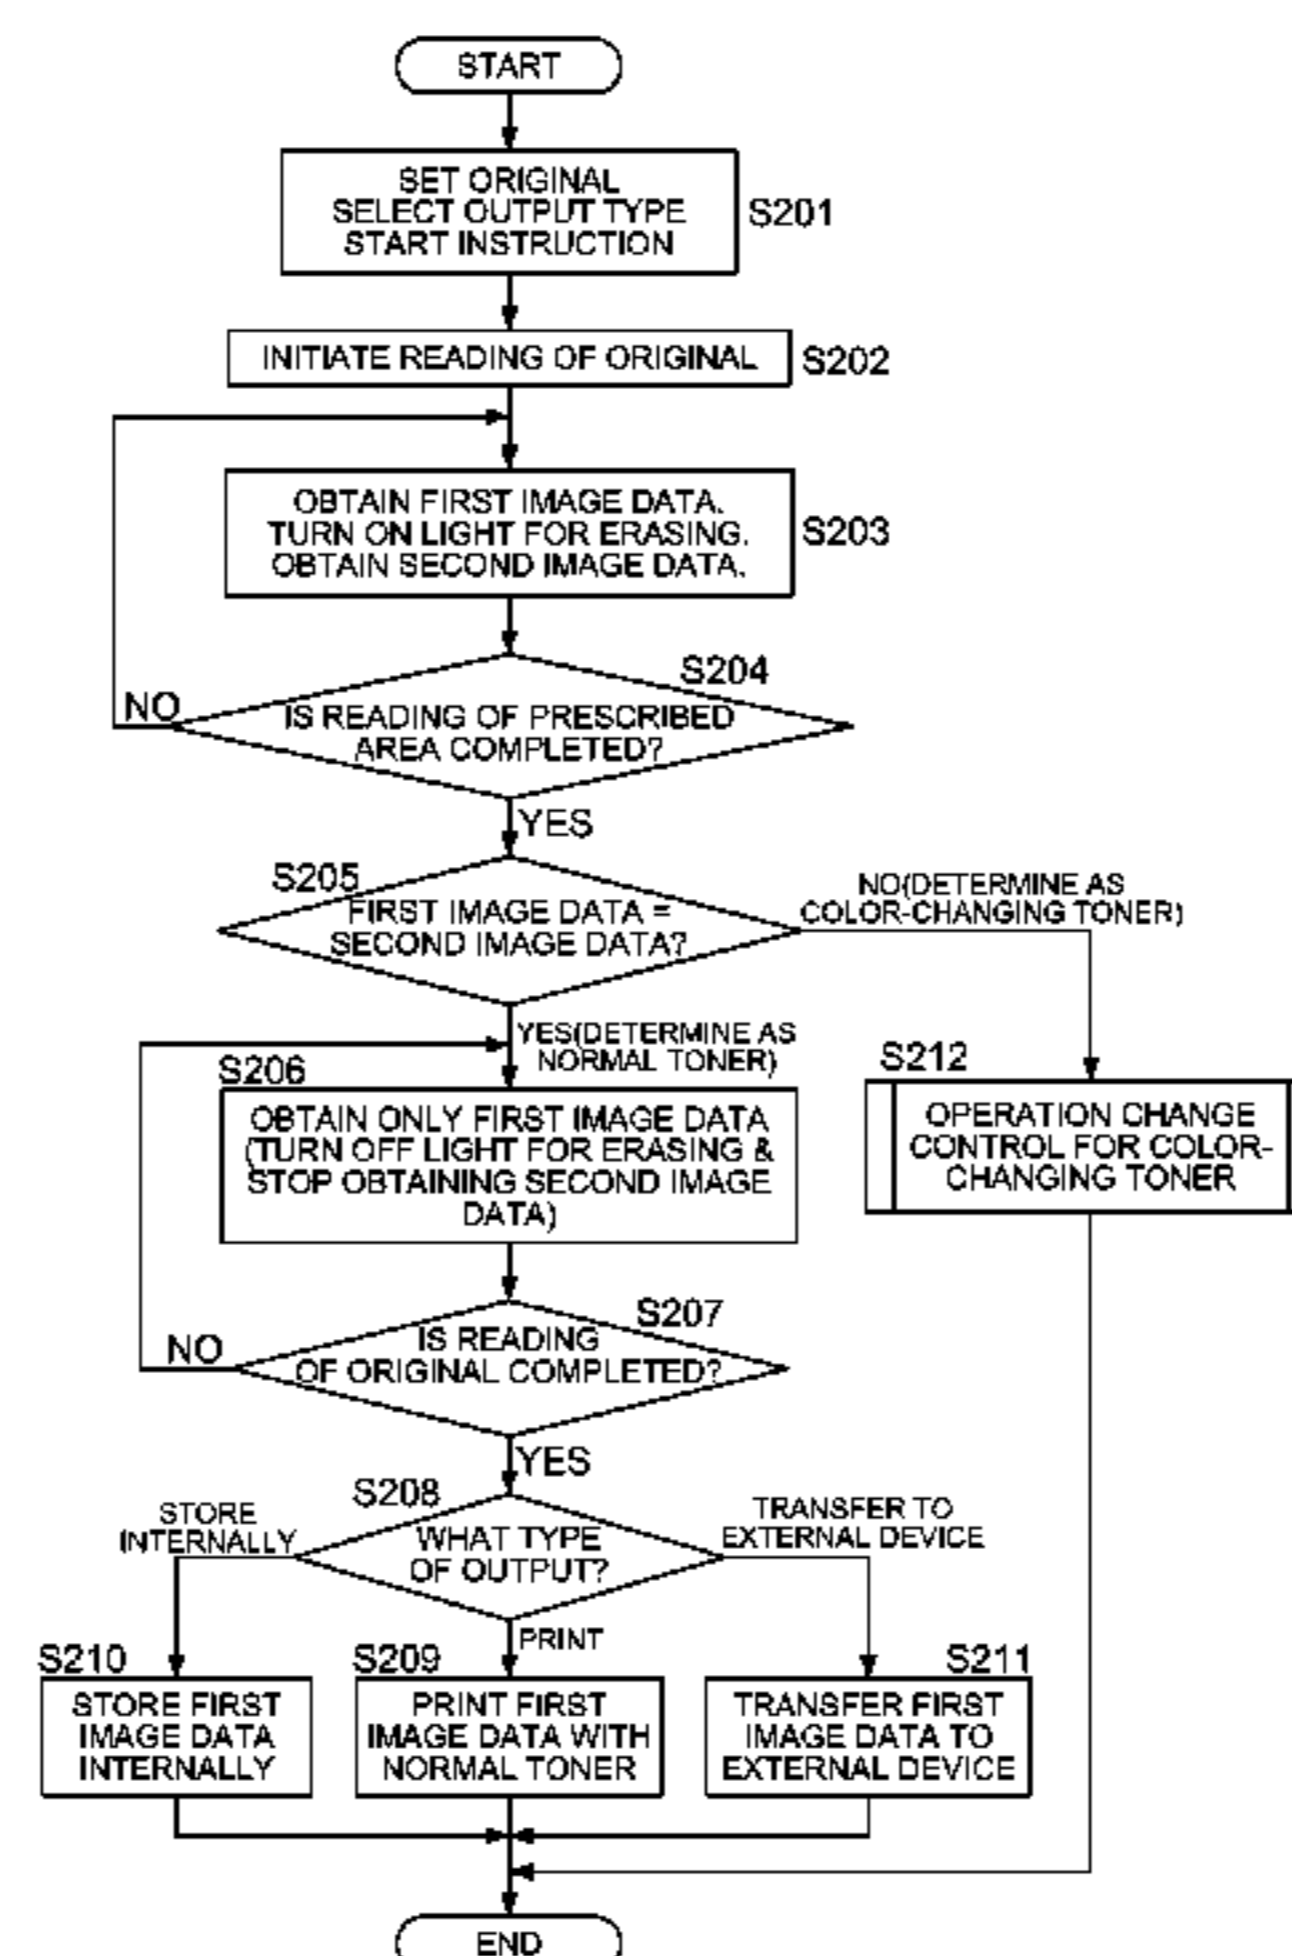 START
SET ORIGINAL
SELECT OUTPUT TYPE
START INSTRUCTION
S201
INITIATE READING OF ORIGINAL
S202
OBTAIN FIRST IMAGE DATA.
TURN ON LIGHT FOR ERASING.
OBTAIN SECOND IMAGE DATA.
S203
S204
NO
IS READING OF PRESCRIBED
AREA COMPLETED?
YES
S205
FIRST IMAGE DATA =
SECOND IMAGE DATA?
NO(DETERMINE AS
COLOR-CHANGING TONER)
YES(DETERMINE AS
NORMAL TONER)
S206
OBTAIN ONLY FIRST IMAGE DATA
(TURN OFF LIGHT FOR ERASING &
STOP OBTAINING SECOND IMAGE
DATA)
S212
OPERATION CHANGE
CONTROL FOR COLOR-
CHANGING TONER
S207
NO
IS READING
OF ORIGINAL COMPLETED?
YES
S208
STORE
INTERNALLY
WHAT TYPE
OF OUTPUT?
TRANSFER TO
EXTERNAL DEVICE
PRINT
S210
STORE FIRST
IMAGE DATA
INTERNALLY
S209
PRINT FIRST
IMAGE DATA WITH
NORMAL TONER
S211
TRANSFER FIRST
IMAGE DATA TO
EXTERNAL DEVICE
END